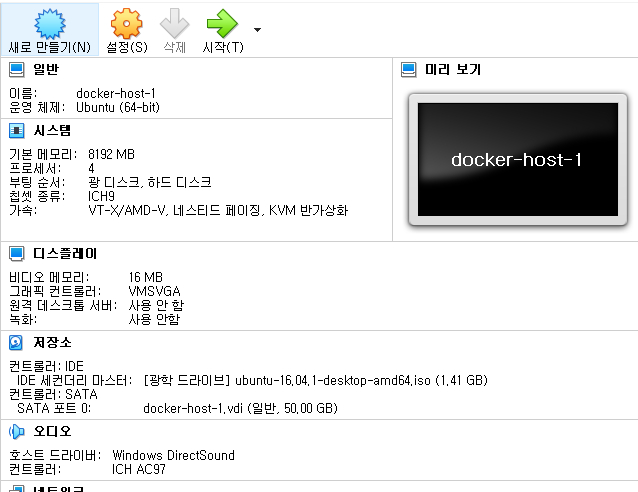 새로 만들기(N) 설정(S) 삭제 시작(T)
일반
이름: docker-host-1
운영 체제: Ubuntu (64-bit)
미리 보기
docker-host-1
시스템
기본 메모리: 8192 MB
프로세서: 4
부팅 순서: 광 디스크, 하드 디스크
칩셋 종류: ICH9
가속: VT-x/AMD-V, 네스티드 페이징, KVM 반가상화
디스플레이
비디오 메모리: 16 MB
그래픽 컨트롤러: VMSVGA
원격 데스크톱 서버: 사용 안 함
녹화: 사용 안함
저장소
컨트롤러: IDE
IDE 세컨더리 마스터: [광학 드라이브] ubuntu-16.04.1-desktop-amd64.iso (1.41 GB)
컨트롤러: SATA
SATA 포트 0: docker-host-1.vdi (일반, 50.00 GB)
오디오
호스트 드라이버: Windows DirectSound
컨트롤러: ICH AC97
네트워크